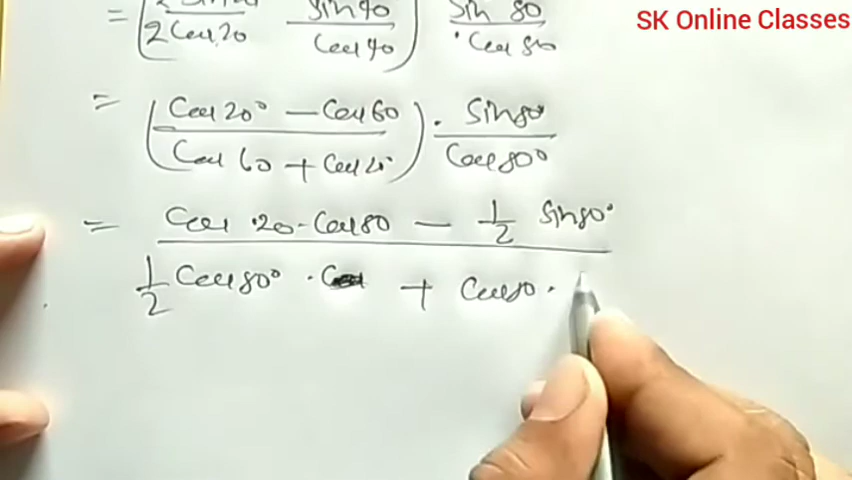 SK Online Classes
= ( 2 Sin20 / 2 Cos 20 Sin 40 / Cos 40 ) Sin 80 / Cos 80
= ( Cos 20° - Cos 60 / Cos 60 + Cos 20 ) . Sin 80° / Cos 80°
= Cos 20 . Cos 80 - 1/2 Sin 80° / 1/2 Cos 80° . + Cos 80 .